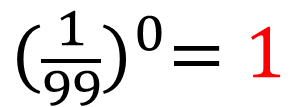 (1/99)⁰ = 1